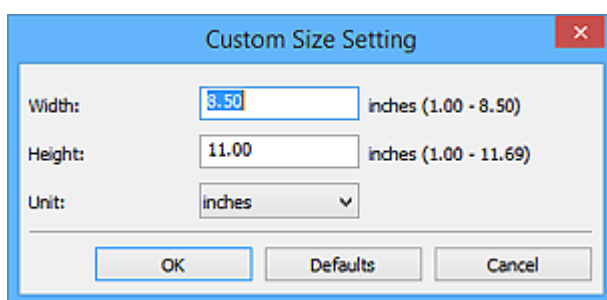 Custom Size Setting
Width: 8.50 inches (1.00 - 8.50)
Height: 11.00 inches (1.00 - 11.69)
Unit: inches
OK Defaults Cancel